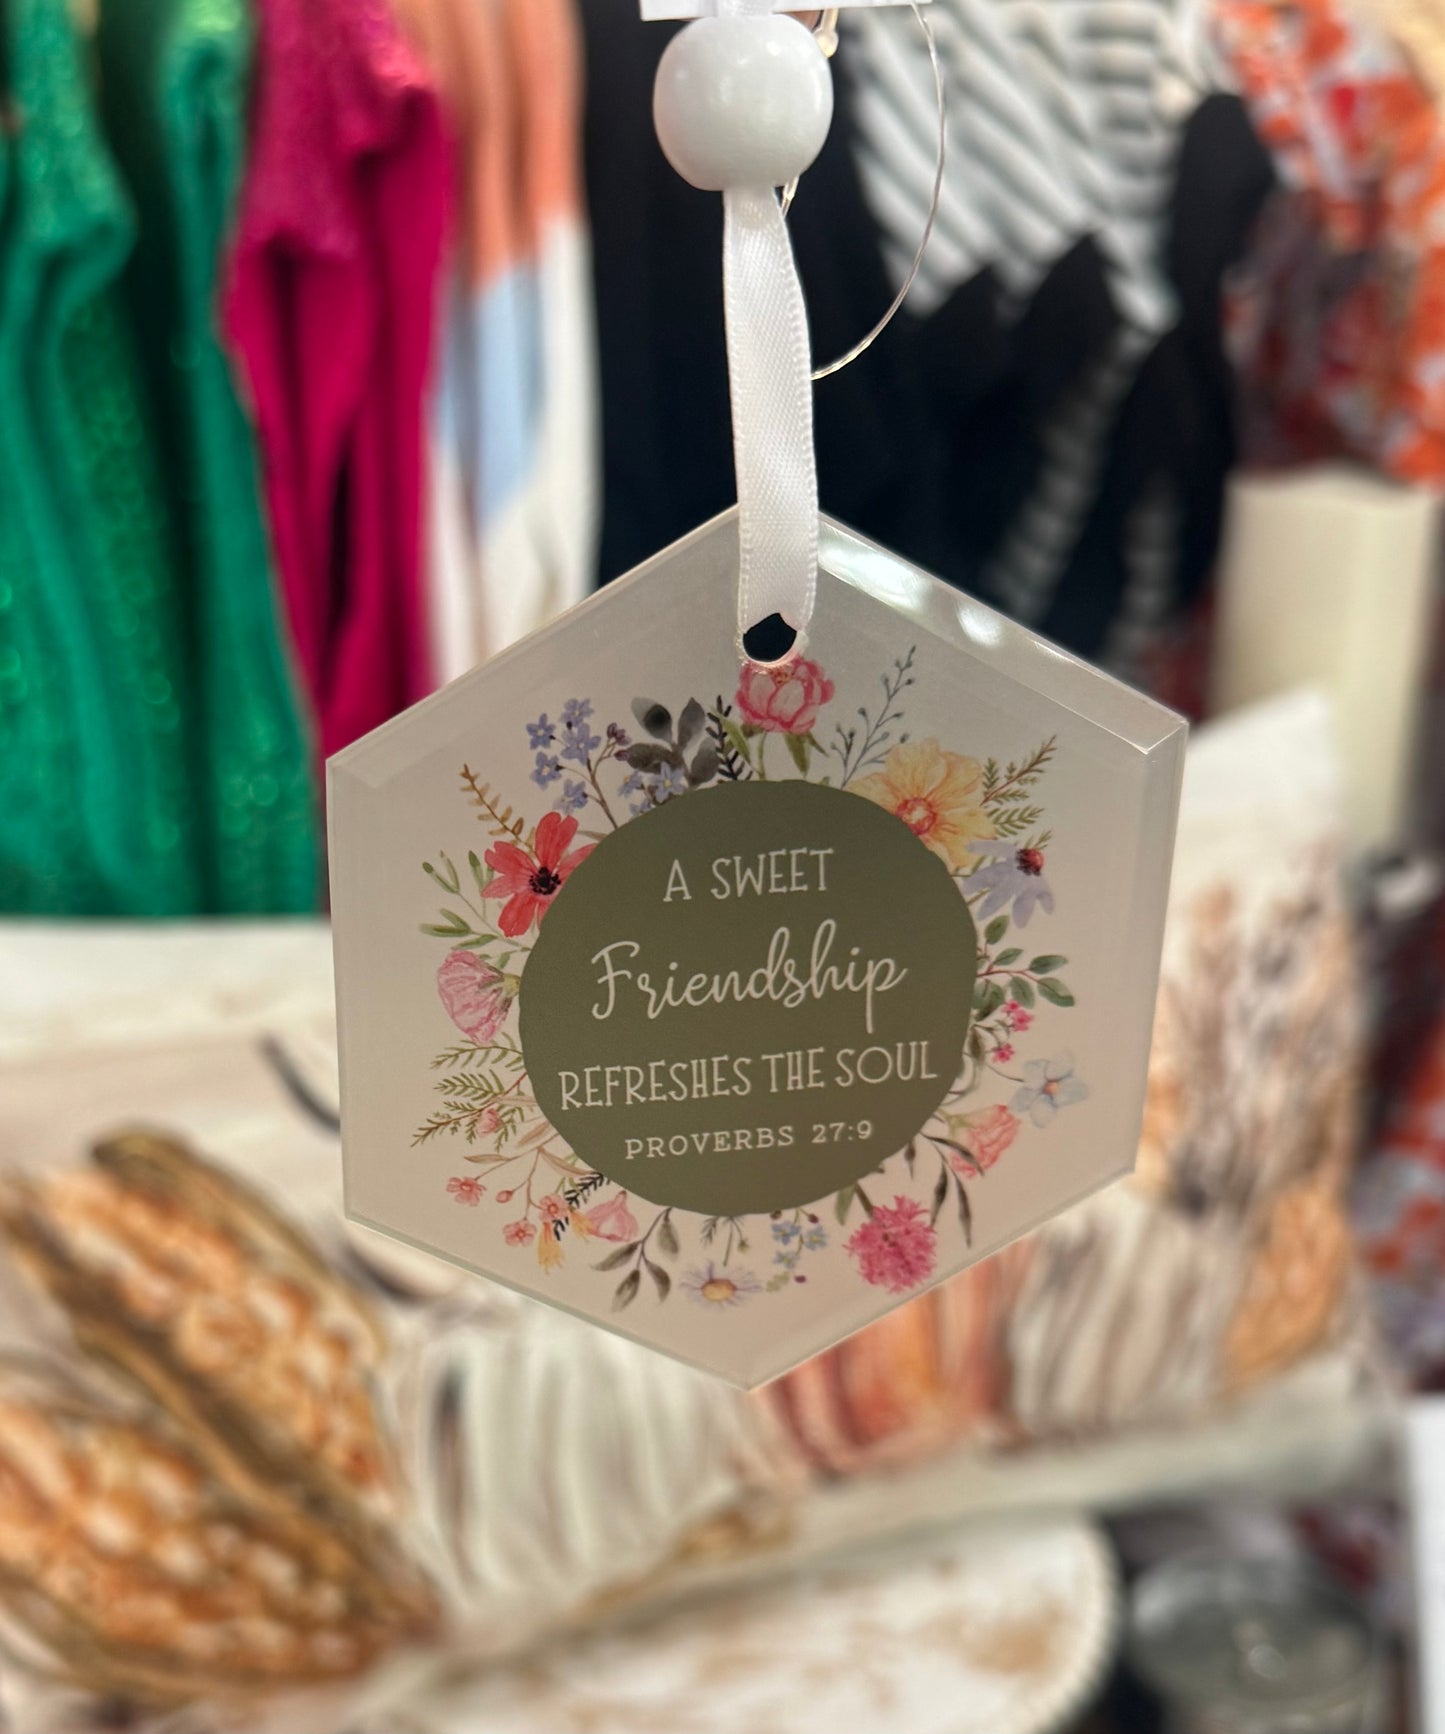 A SWEET
Friendship
REFRESHES THE SOUL
PROVERBS 27:9